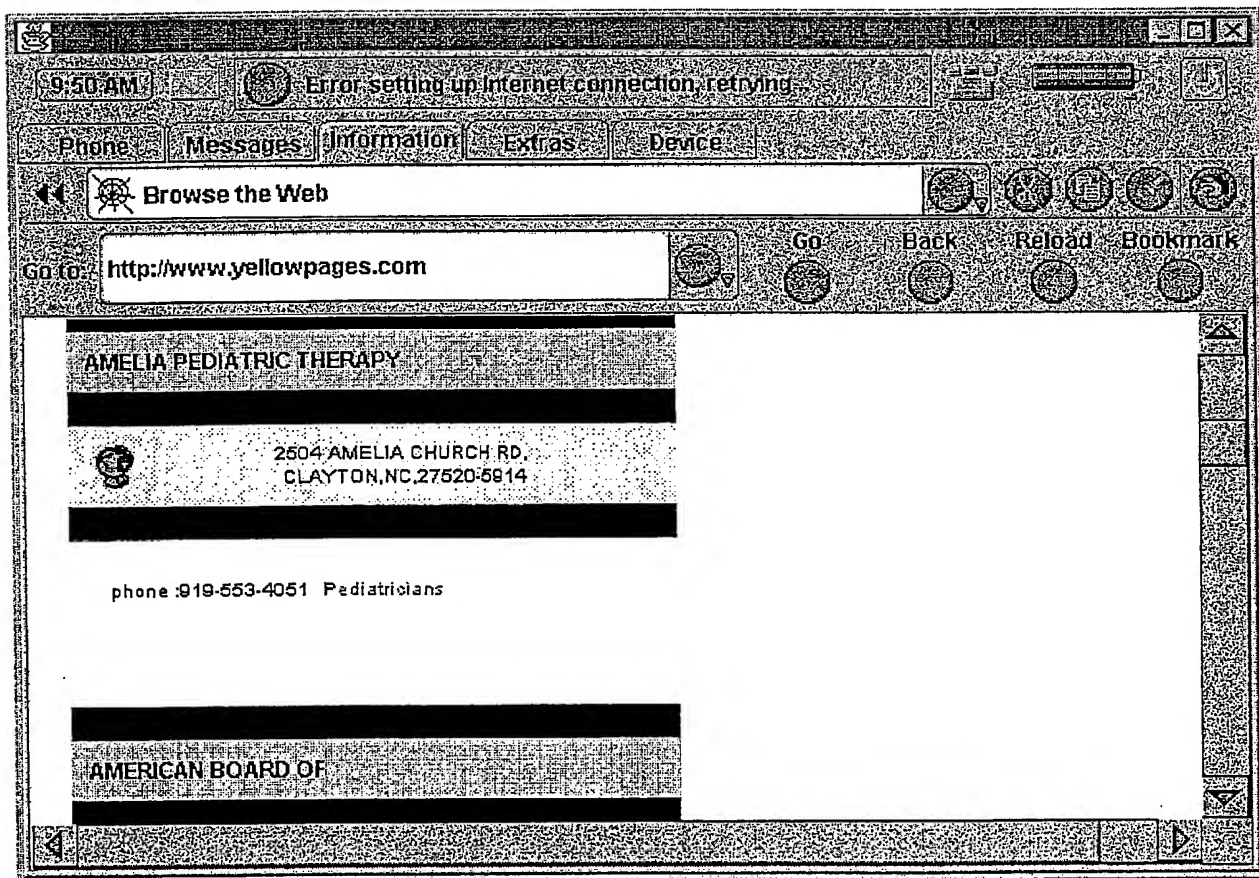 9:50 AM
Error setting up Internet connection, retrying...
Phone Messages Information Extras Device
Browse the Web
Go Back Reload Bookmark
Go to: http://www.yellowpages.com
AMELIA PEDIATRIC THERAPY
2504 AMELIA CHURCH RD,
CLAYTON,NC,27520-5914
phone :919-553-4051 Pediatricians
AMERICAN BOARD OF